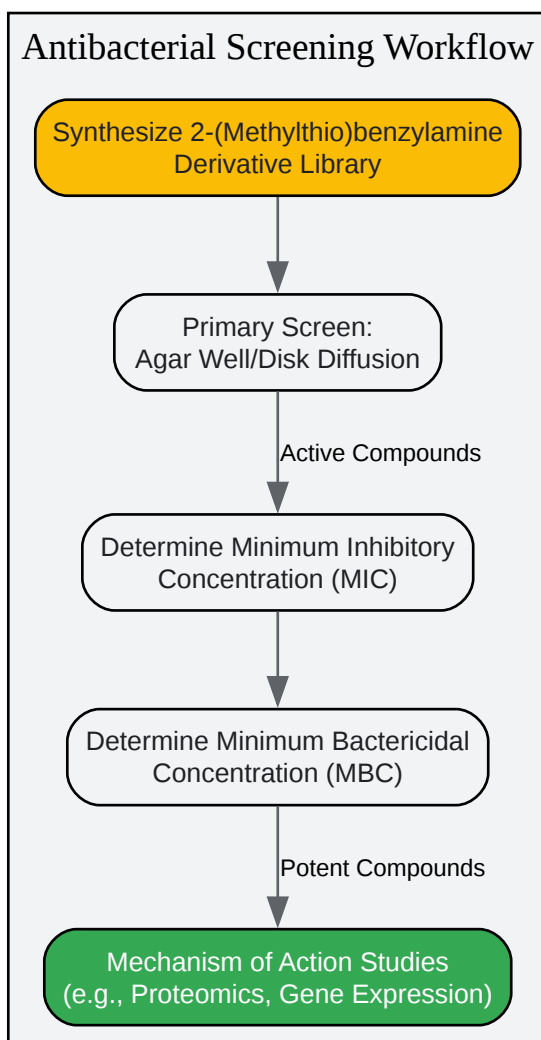 Antibacterial Screening Workflow
Synthesize 2-(Methylthio)benzylamine
Derivative Library
Primary Screen:
Agar Well/Disk Diffusion
Active Compounds
Determine Minimum Inhibitory
Concentration (MIC)
Determine Minimum Bactericidal
Concentration (MBC)
Potent Compounds
Mechanism of Action Studies
(e.g., Proteomics, Gene Expression)